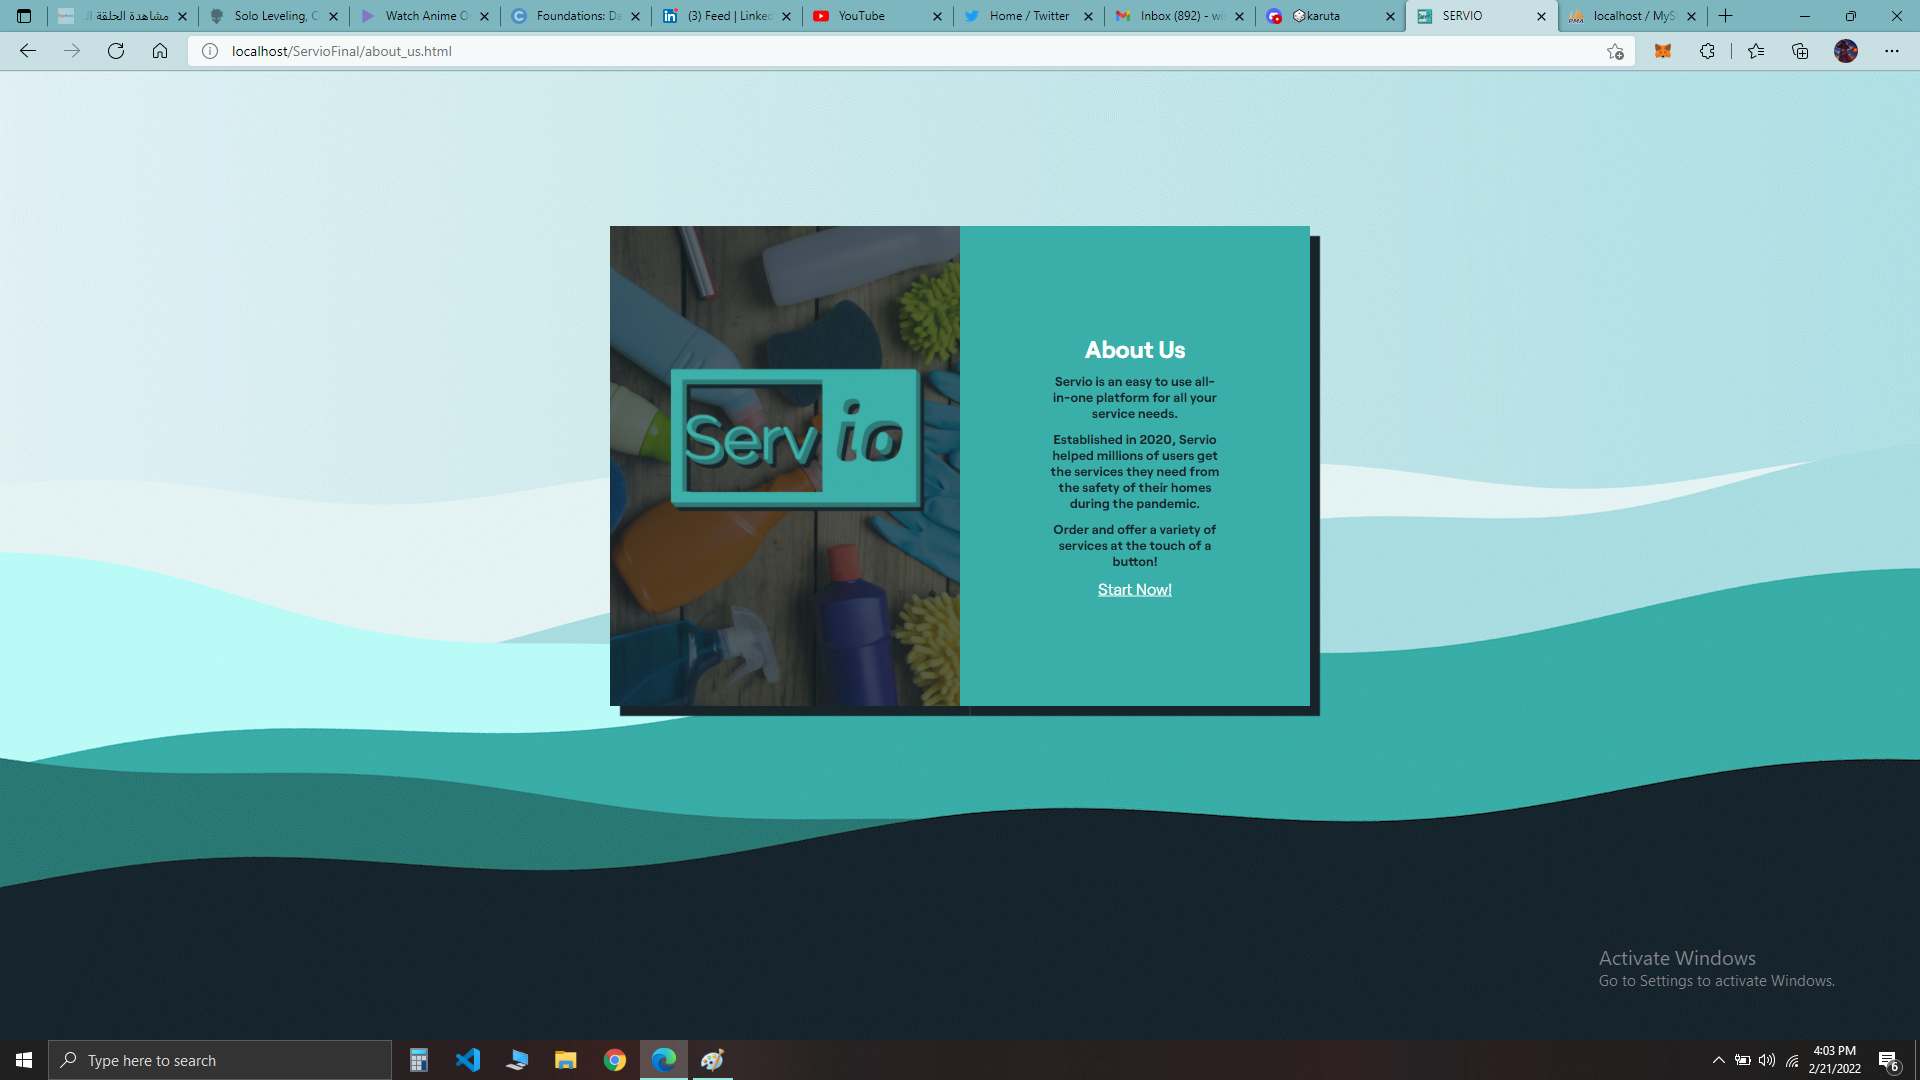 مشاهدة الحلقة ال
Solo Leveling, C
Watch Anime O
Foundations: Da
(3) Feed | Linked
YouTube
Home / Twitter
Inbox (892) - wi
karuta
SERVIO
localhost / MyS
localhost/ServioFinal/about_us.html
Servio
About Us
Servio is an easy to use all-
in-one platform for all your
service needs.
Established in 2020, Servio
helped millions of users get
the services they need from
the safety of their homes
during the pandemic.
Order and offer a variety of
services at the touch of a
button!
Start Now!
Activate Windows
Go to Settings to activate Windows.
Type here to search
4:03 PM
2/21/2022
6